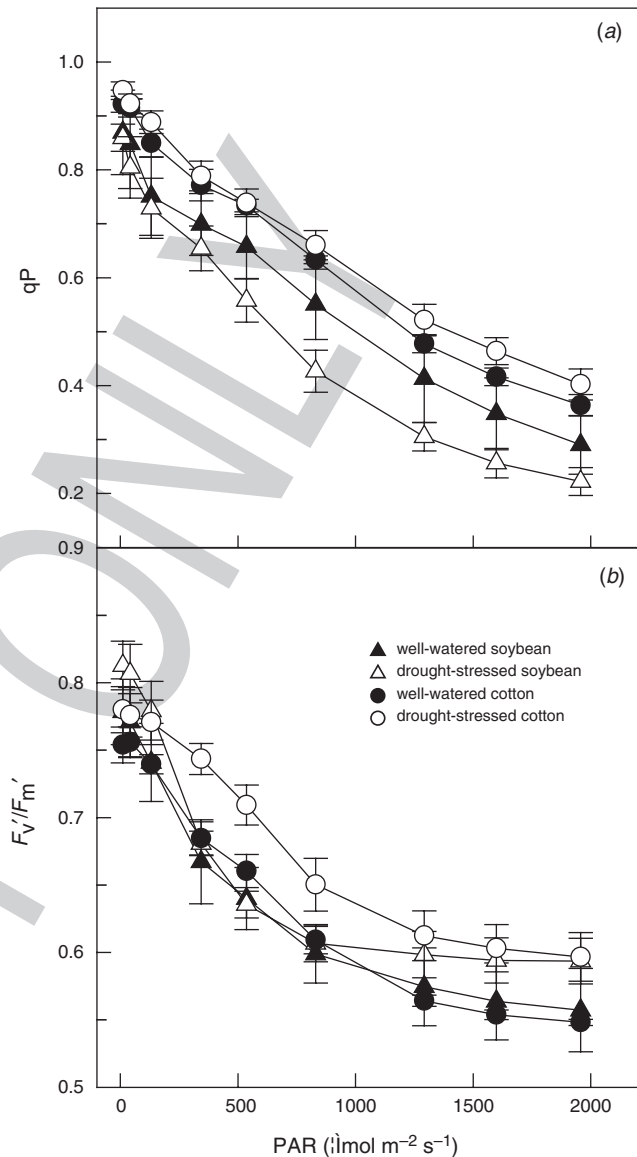 (a)
1.0
0.8
0.6
0.4
0.2
qP
(b)
0.9
0.8
0.7
0.6
0.5
Fv′/Fm′
▲ well-watered soybean
△ drought-stressed soybean
● well-watered cotton
○ drought-stressed cotton
0 500 1000 1500 2000
PAR (¦Ìmol m−2 s−1)
ONLY